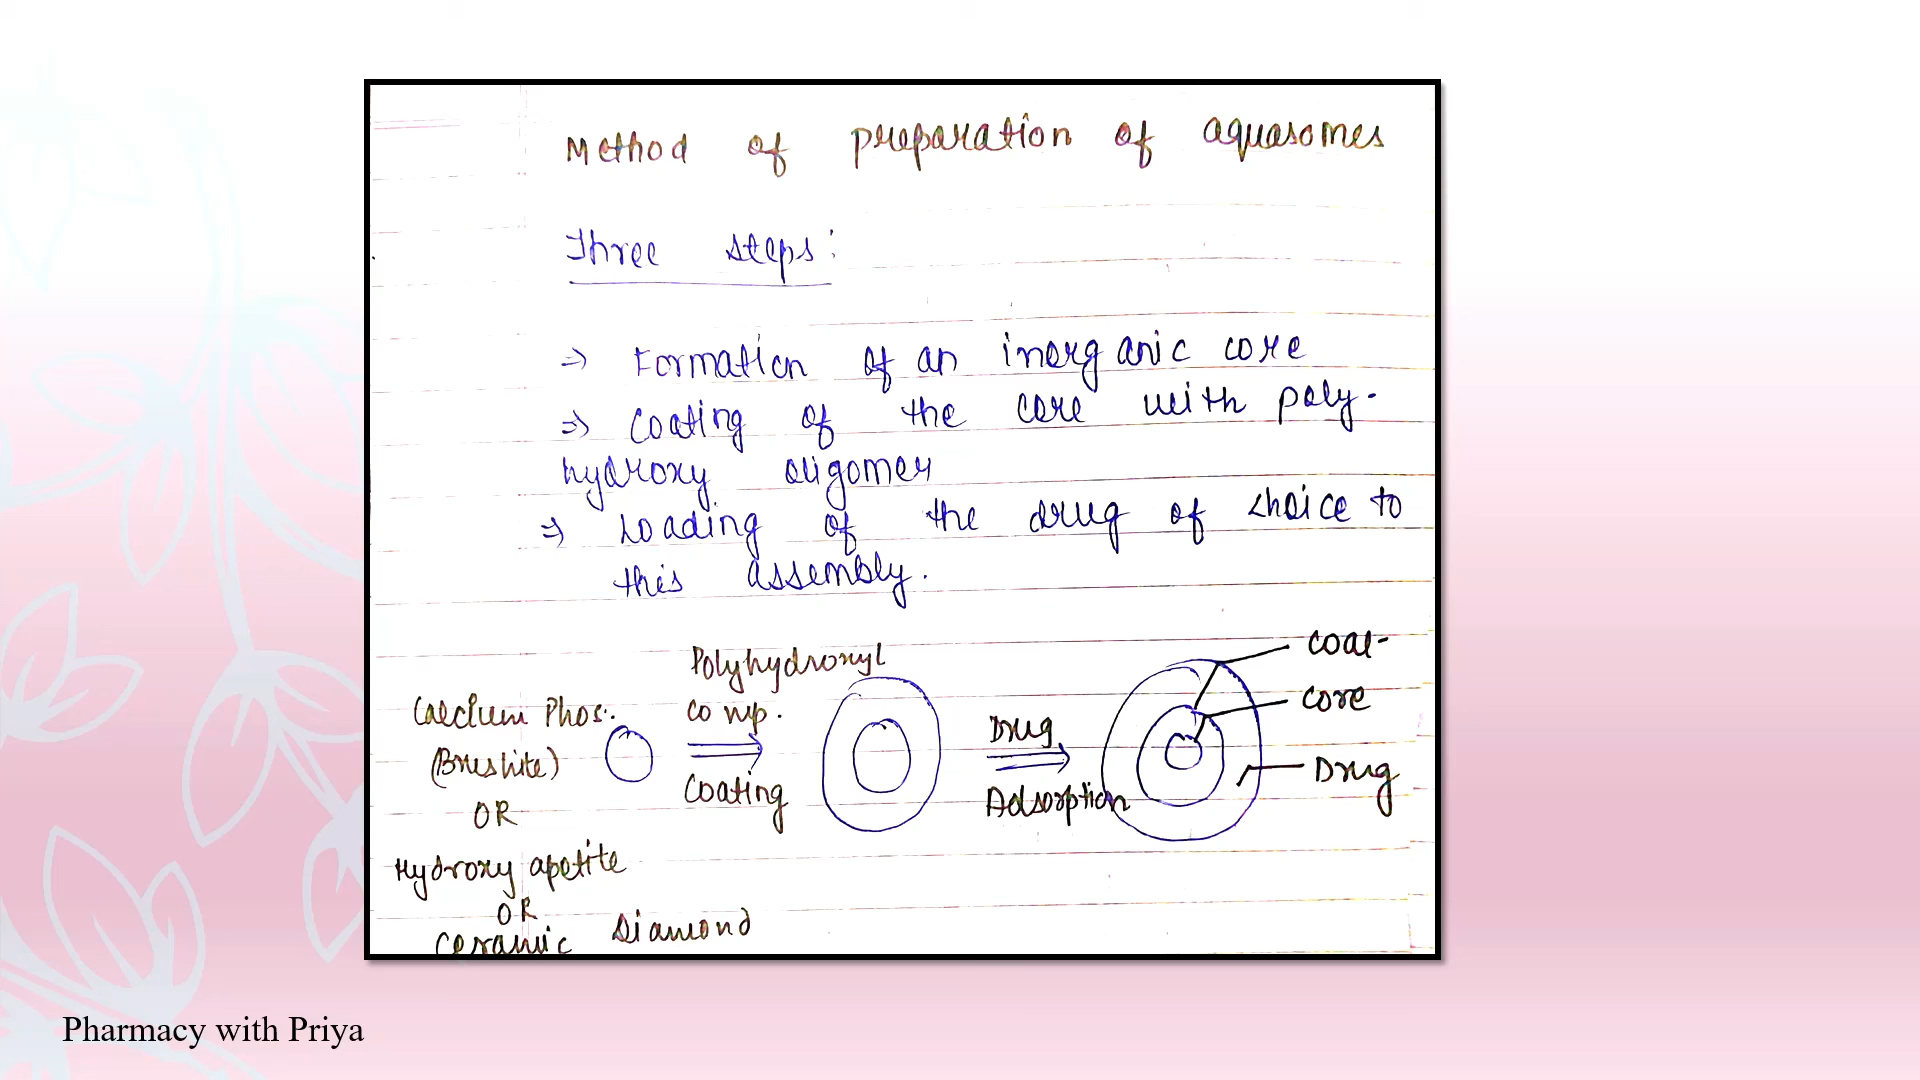 Method of preparation of aquasomes
Three steps:
⇒ Formation of an inorganic core
⇒ Coating of the core with poly-
hydroxy oligomer
⇒ Loading of the drug of choice to
this assembly.
Calcium Phos.
(Brushite)
OR
Hydroxy apetite
OR
Ceramic Diamond
Polyhydroxyl
Comp.
Coating
Drug
Adsorption
Coat
Core
Drug
Pharmacy with Priya